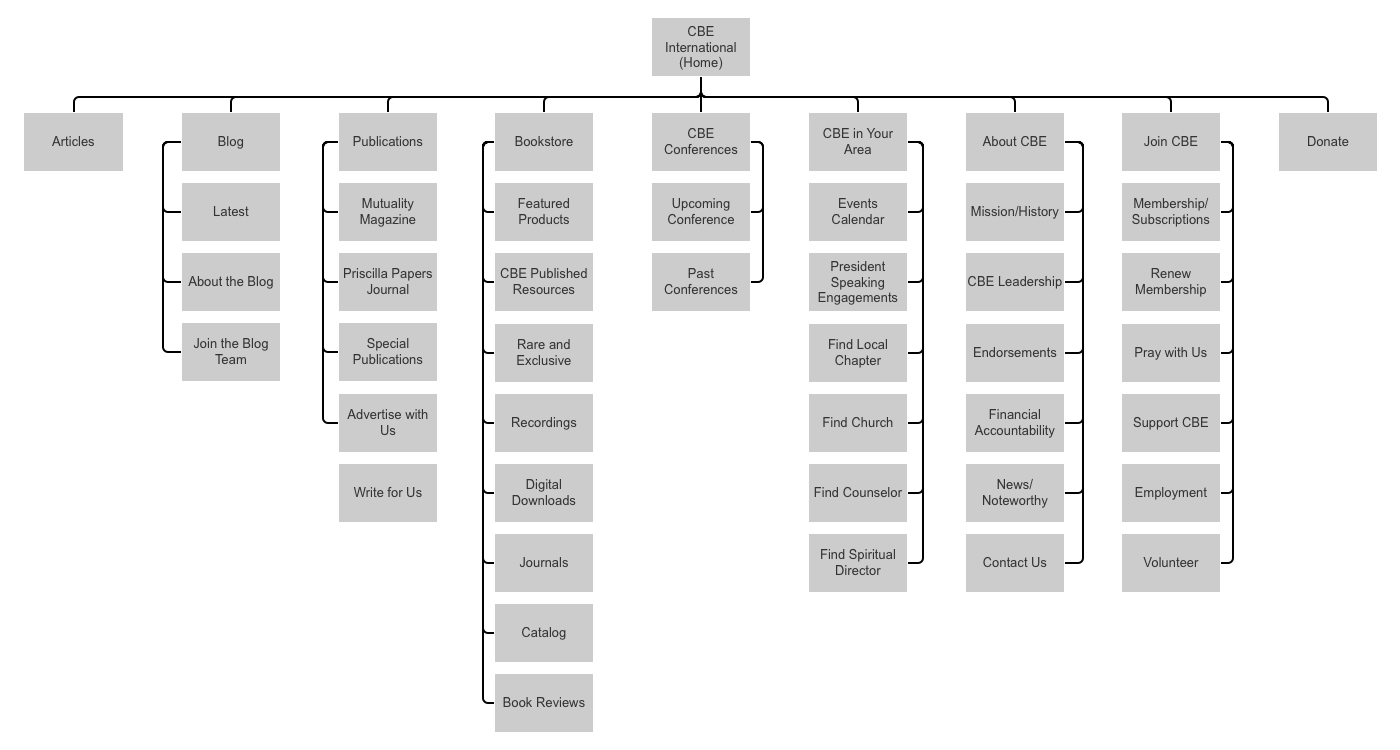 CBE
International
(Home)
Articles
Blog
Latest
About the Blog
Join the Blog
Team
Publications
Mutuality
Magazine
Priscilla Papers
Journal
Special
Publications
Advertise with
Us
Write for Us
Bookstore
Featured
Products
CBE Published
Resources
Rare and
Exclusive
Recordings
Digital
Downloads
Journals
Catalog
Book Reviews
CBE
Conferences
Upcoming
Conference
Past
Conferences
CBE in Your
Area
Events
Calendar
President
Speaking
Engagements
Find Local
Chapter
Find Church
Find Counselor
Find Spiritual
Director
About CBE
Mission/History
CBE Leadership
Endorsements
Financial
Accountability
News/
Noteworthy
Contact Us
Join CBE
Membership/
Subscriptions
Renew
Membership
Pray with Us
Support CBE
Employment
Volunteer
Donate